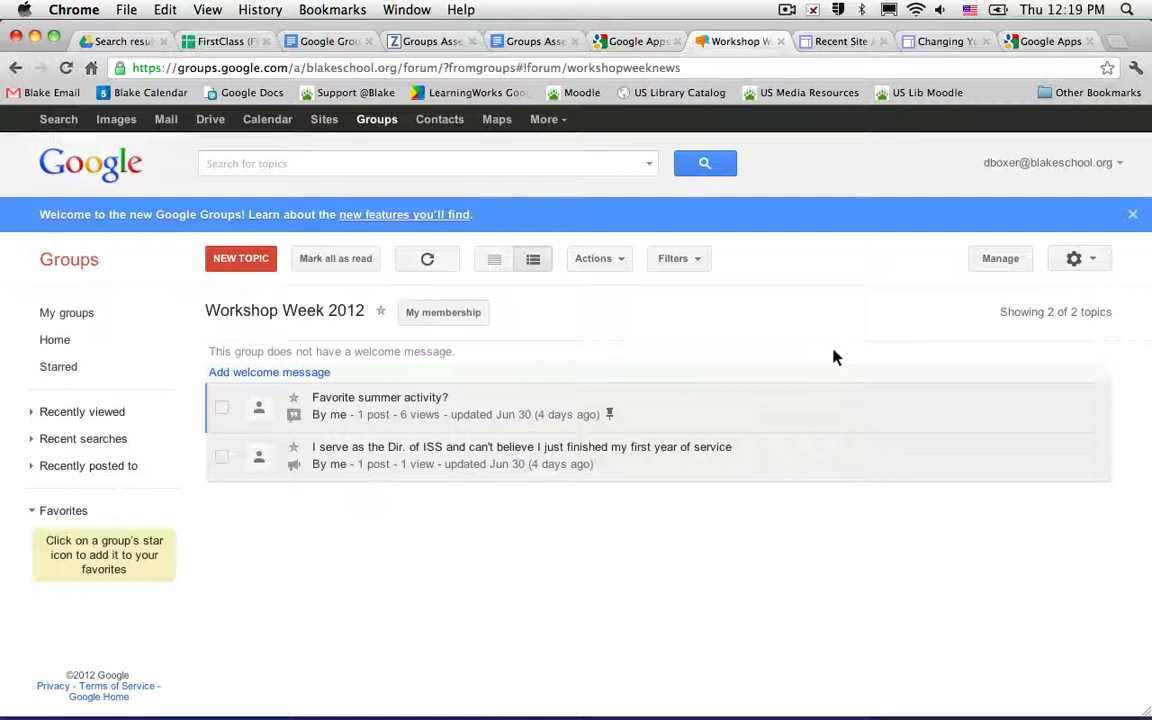 Chrome File Edit View History Bookmarks Window Help Thu 12:19 PM
Search resu FirstClass (F Google Gro Groups Asse Groups Asse Google Apps Workshop W Recent Site Changing Yo Google Apps
https://groups.google.com/a/blakeschool.org/forum/?fromgroups#!forum/workshopweeknews
Blake Email 5 Blake Calendar Google Docs Support @Blake LearningWorks Goo Moodle US Library Catalog US Media Resources US Lib Moodle Other Bookmarks
Search Images Mail Drive Calendar Sites Groups Contacts Maps More
Google Search for topics dboxer@blakeschool.org
Welcome to the new Google Groups! Learn about the new features you'll find.
Groups NEW TOPIC Mark all as read Actions Filters Manage
My groups
Home
Starred
Recently viewed
Recent searches
Recently posted to
Favorites
Click on a group's star
icon to add it to your
favorites
Workshop Week 2012 My membership Showing 2 of 2 topics
This group does not have a welcome message.
Add welcome message
Favorite summer activity?
By me - 1 post - 6 views - updated Jun 30 (4 days ago)
I serve as the Dir. of ISS and can't believe I just finished my first year of service
By me - 1 post - 1 view - updated Jun 30 (4 days ago)
©2012 Google
Privacy - Terms of Service -
Google Home